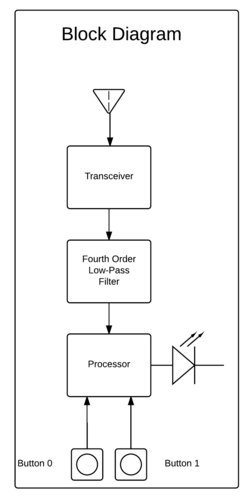 Block Diagram
Transceiver
Fourth Order
Low-Pass
Filter
Processor
Button 0
Button 1